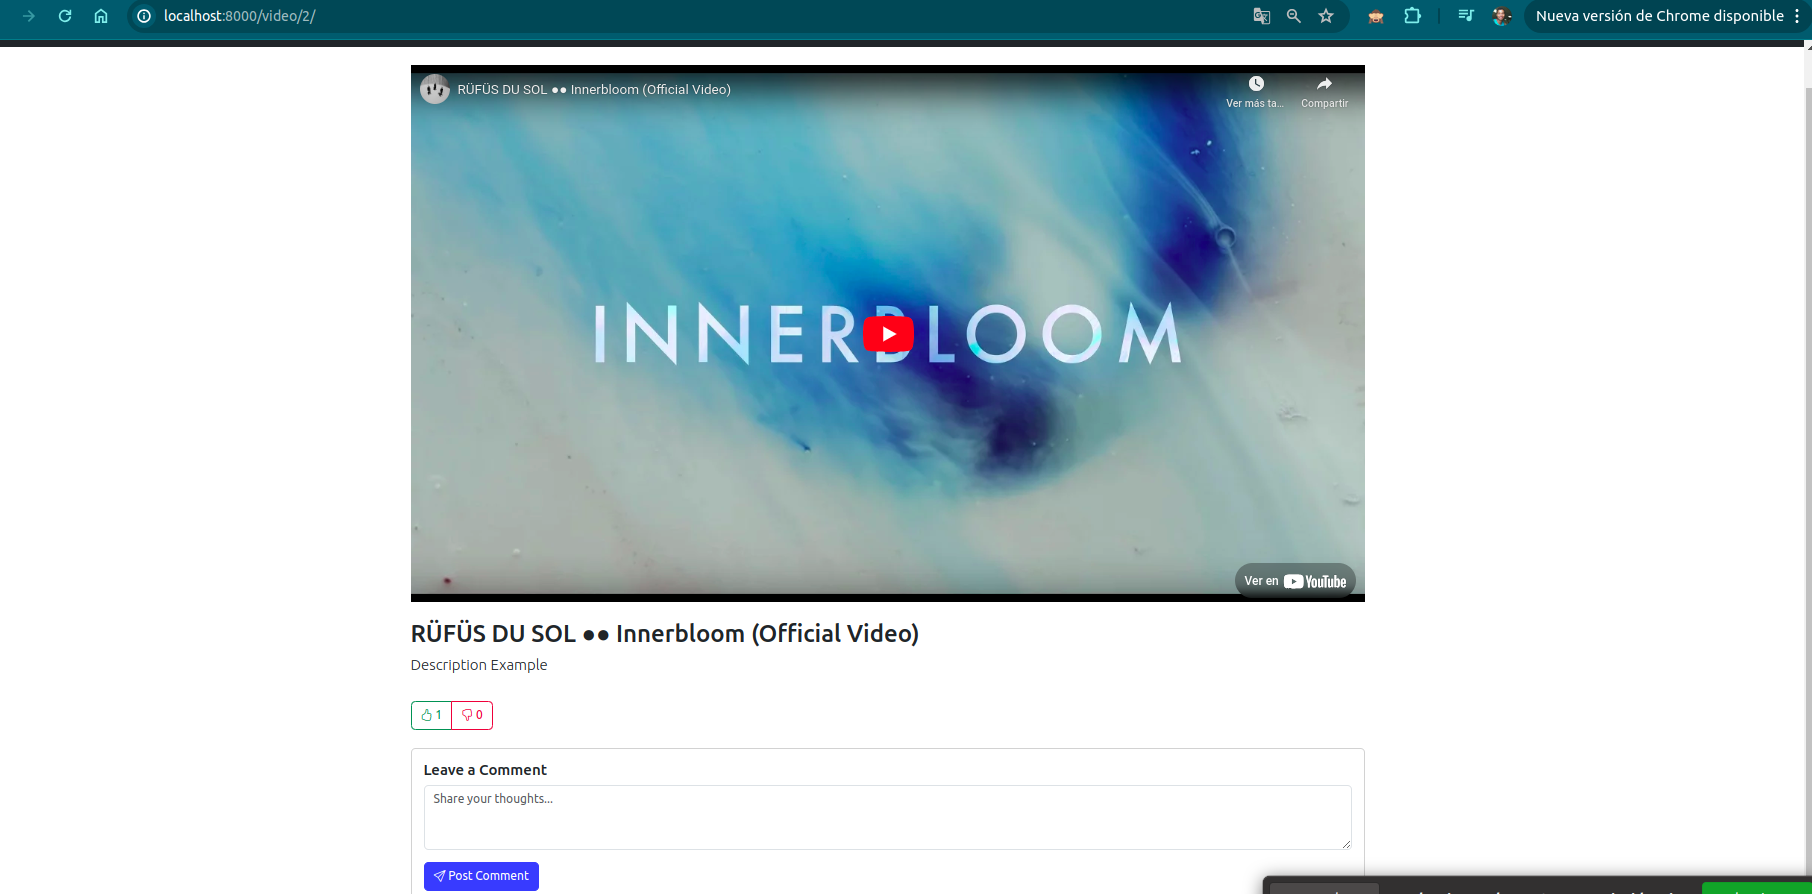 localhost:8000/video/2/
Nueva versión de Chrome disponible
RÜFÜS DU SOL ●● Innerbloom (Official Video)
Ver más ta...
Compartir
INNERBLOOM
Ver en YouTube
RÜFÜS DU SOL ●● Innerbloom (Official Video)
Description Example
1 0
Leave a Comment
Share your thoughts...
Post Comment